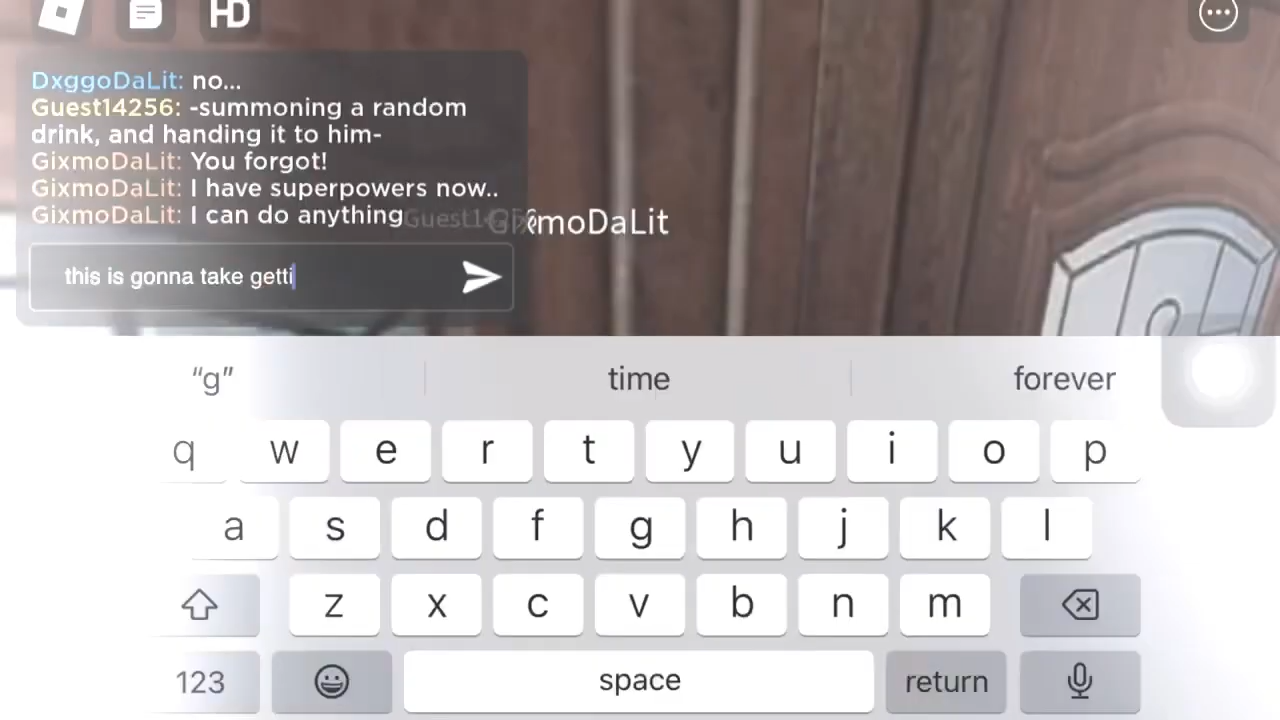 HD
DxggoDaLit: no...
Guest14256: -summoning a random
drink, and handing it to him-
GixmoDaLit: You forgot!
GixmoDaLit: I have superpowers now..
GixmoDaLit: I can do anything
GixmoDaLit
this is gonna take getti
“g” time forever
q w e r t y u i o p
a s d f g h j k l
z x c v b n m
123 space return